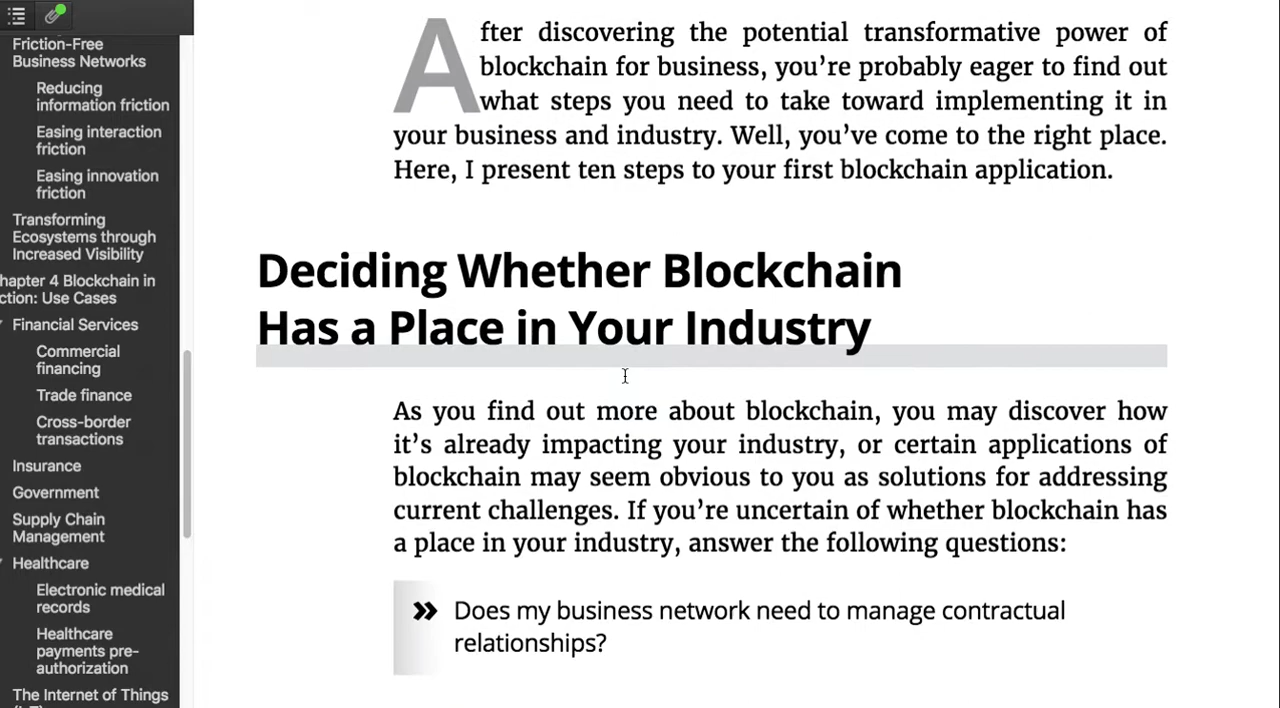 Friction-Free
Business Networks
Reducing
information friction
Easing interaction
friction
Easing innovation
friction
Transforming
Ecosystems through
Increased Visibility
hapter 4 Blockchain in
ction: Use Cases
Financial Services
Commercial
financing
Trade finance
Cross-border
transactions
Insurance
Government
Supply Chain
Management
Healthcare
Electronic medical
records
Healthcare
payments pre-
authorization
The Internet of Things
After discovering the potential transformative power of
blockchain for business, you're probably eager to find out
what steps you need to take toward implementing it in
your business and industry. Well, you've come to the right place.
Here, I present ten steps to your first blockchain application.
Deciding Whether Blockchain
Has a Place in Your Industry
As you find out more about blockchain, you may discover how
it's already impacting your industry, or certain applications of
blockchain may seem obvious to you as solutions for addressing
current challenges. If you're uncertain of whether blockchain has
a place in your industry, answer the following questions:
» Does my business network need to manage contractual
relationships?